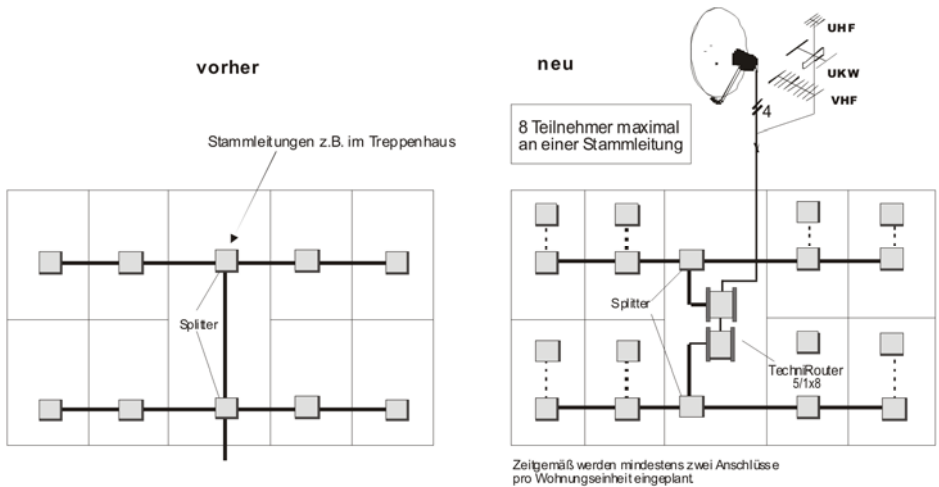 vorher
Stammleitungen z.B. im Treppenhaus
Splitter
neu
UHF
UKW
VHF
4
8 Teilnehmer maximal
an einer Stammleitung
Splitter
TechniRouter
5/1x8
Zeitgemäß werden mindestens zwei Anschlüsse
pro Wohnungseinheit eingeplant.